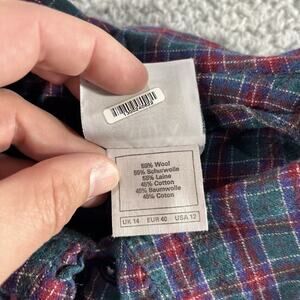 55% Wool
55% Schurwolle
55% Laine
45% Cotton
45% Baumwolle
45% Coton
UK 14 EUR 40 USA 12